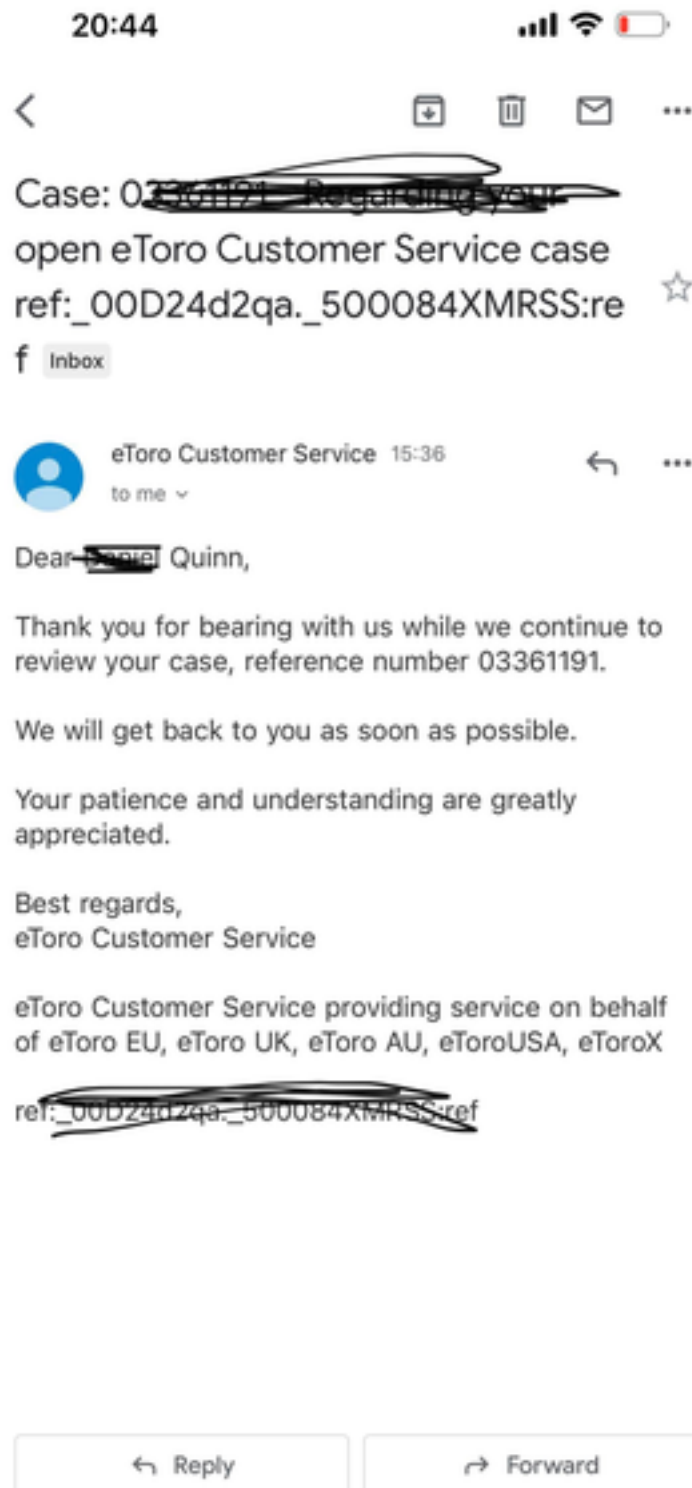 20:44
Case: 0
open eToro Customer Service case
ref:_00D24d2qa._500084XMRSS:re
f Inbox
eToro Customer Service 15:36
to me
Dear Quinn,
Thank you for bearing with us while we continue to
review your case, reference number 03361191.
We will get back to you as soon as possible.
Your patience and understanding are greatly
appreciated.
Best regards,
eToro Customer Service
eToro Customer Service providing service on behalf
of eToro EU, eToro UK, eToro AU, eToroUSA, eToroX
ref:
Reply
Forward